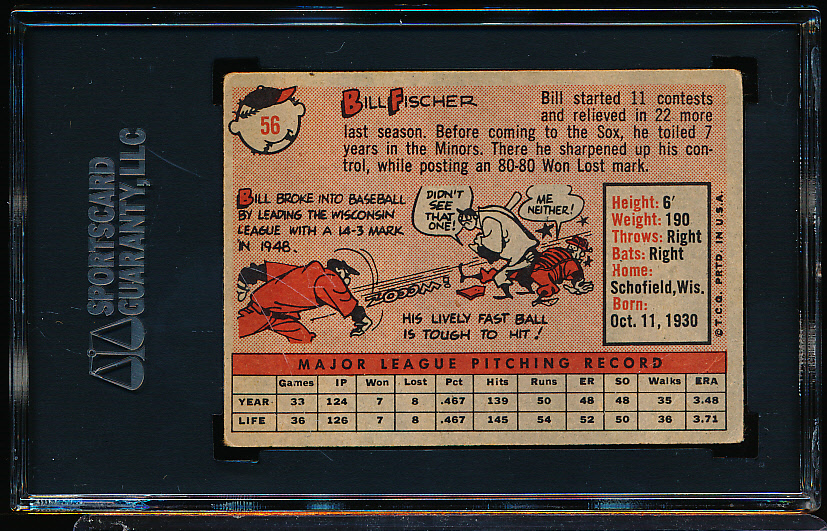 SPORTSCARD
GUARANTY, LLC
56
BILL FISCHER
Bill started 11 contests
and relieved in 22 more
last season. Before coming to the Sox, he toiled 7
years in the Minors. There he sharpened up his con-
trol, while posting an 80-80 Won Lost mark.
BILL BROKE INTO BASEBALL
BY LEADING THE WISCONSIN
LEAGUE WITH A 14-3 MARK
IN 1948.
DIDN'T
SEE
THAT
ONE!
ME
NEITHER!
WOOOSH
HIS LIVELY FAST BALL
IS TOUGH TO HIT!
Height: 6'
Weight: 190
Throws: Right
Bats: Right
Home:
Schofield, Wis.
Born:
Oct. 11, 1930
© T.C.G. PRTD. IN U.S.A.
MAJOR LEAGUE PITCHING RECORD
Games IP Won Lost Pct Hits Runs ER SO Walks ERA
YEAR 33 124 7 8 .467 139 50 48 48 35 3.48
LIFE 36 126 7 8 .467 145 54 52 50 36 3.71